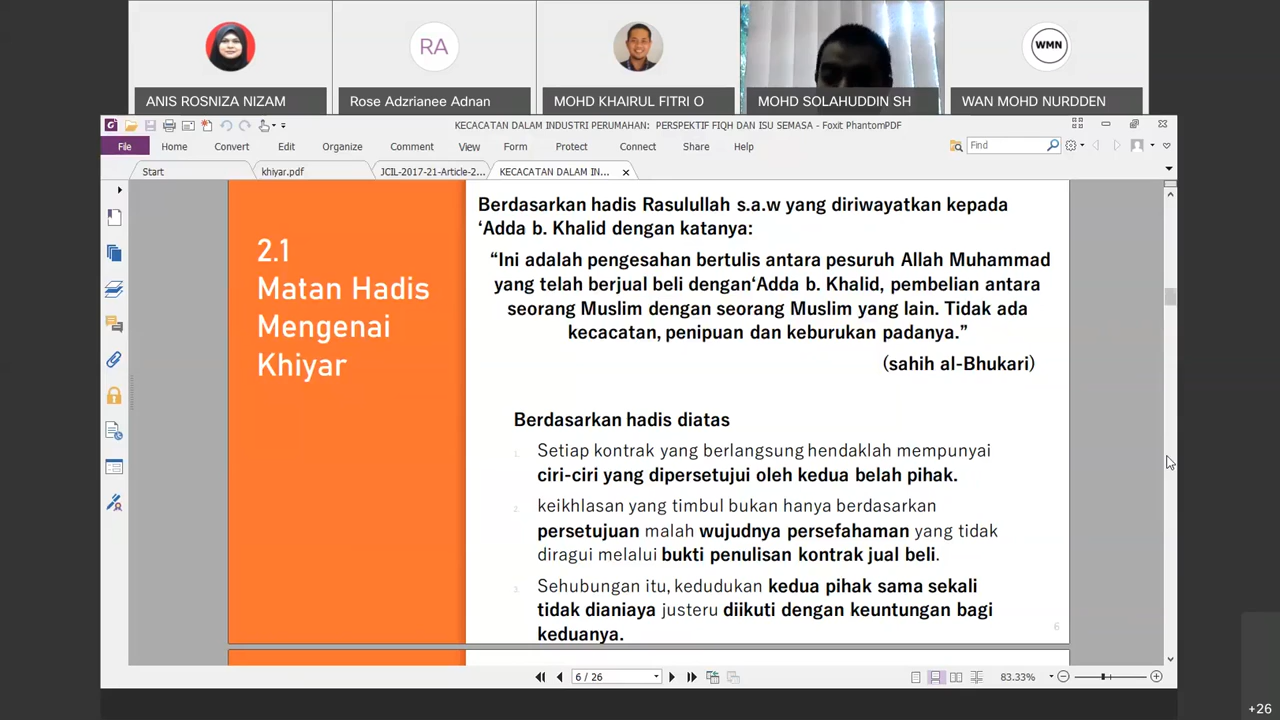 RA
WMN
ANIS ROSNIZA NIZAM
Rose Adzrianee Adnan
MOHD KHAIRUL FITRI O
MOHD SOLAHUDDIN SH
WAN MOHD NURDDEN
KECACATAN DALAM INDUSTRI PERUMAHAN: PERSPEKTIF FIQH DAN ISU SEMASA - Foxit PhantomPDF
File Home Convert Edit Organize Comment View Form Protect Connect Share Help Find
Start khiyar.pdf JCIL-2017-21-Article-2... KECACATAN DALAM IN...
2.1
Matan Hadis
Mengenai
Khiyar
Berdasarkan hadis Rasulullah s.a.w yang diriwayatkan kepada
‘Adda b. Khalid dengan katanya:
“Ini adalah pengesahan bertulis antara pesuruh Allah Muhammad
yang telah berjual beli dengan‘Adda b. Khalid, pembelian antara
seorang Muslim dengan seorang Muslim yang lain. Tidak ada
kecacatan, penipuan dan keburukan padanya.”
(sahih al-Bhukari)
Berdasarkan hadis diatas
1. Setiap kontrak yang berlangsung hendaklah mempunyai
ciri-ciri yang dipersetujui oleh kedua belah pihak.
2. keikhlasan yang timbul bukan hanya berdasarkan
persetujuan malah wujudnya persefahaman yang tidak
diragui melalui bukti penulisan kontrak jual beli.
3. Sehubungan itu, kedudukan kedua pihak sama sekali
tidak dianiaya justeru diikuti dengan keuntungan bagi
keduanya.
6
6 / 26
83.33%
+26